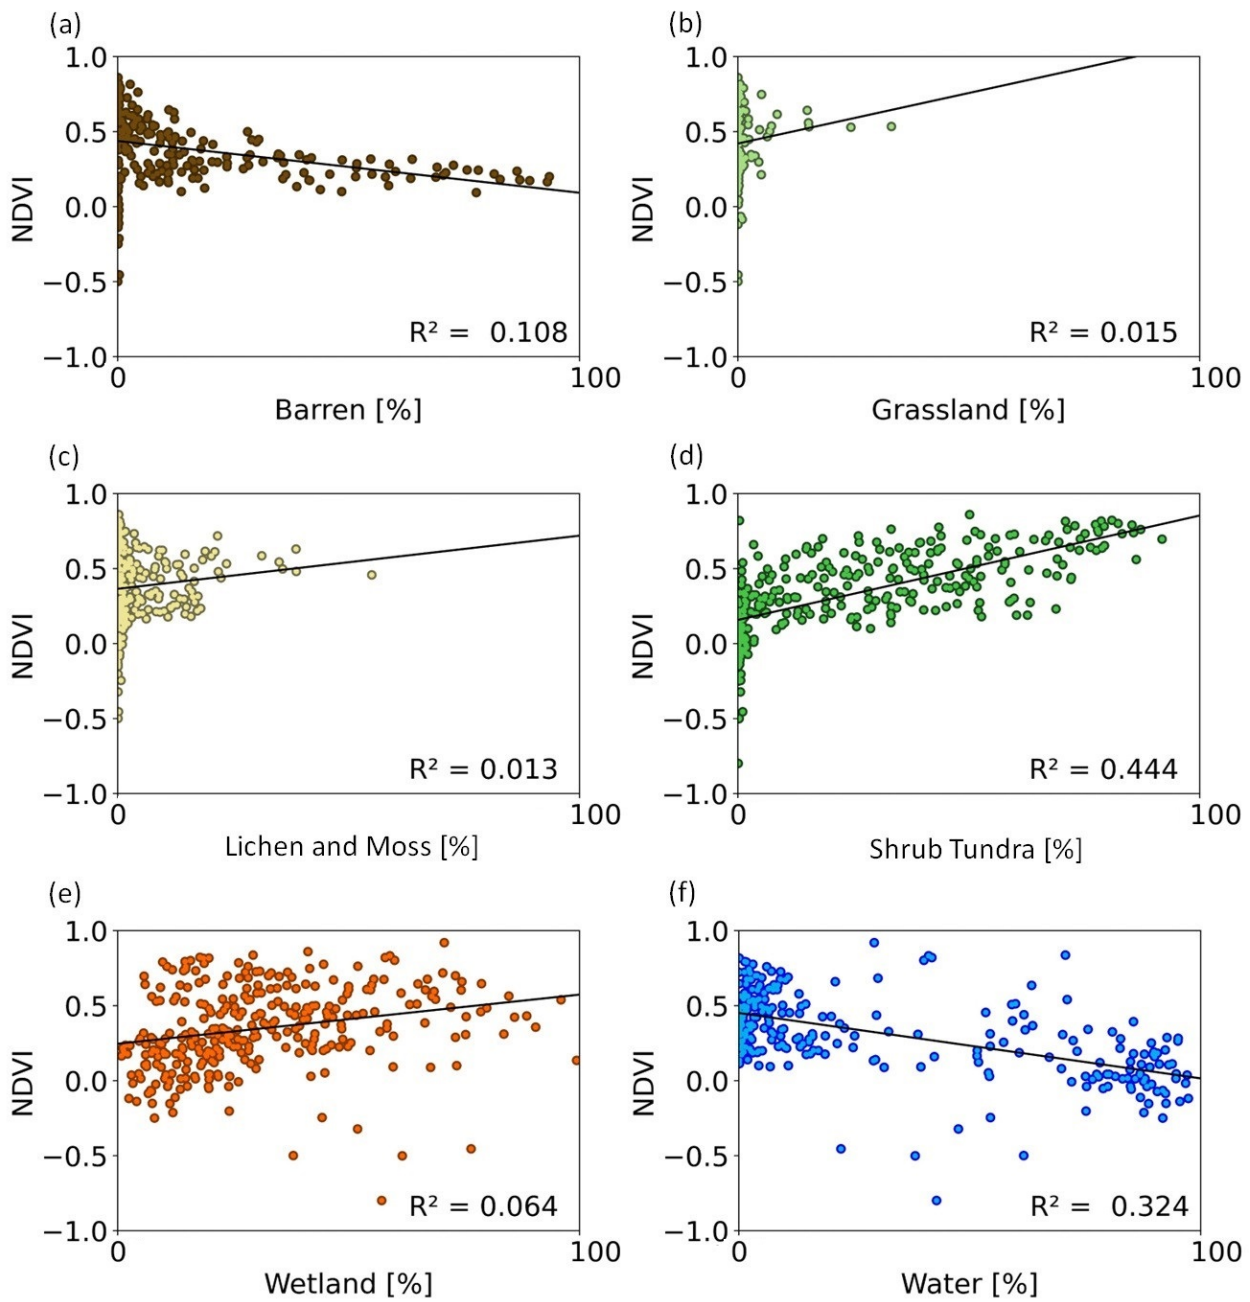 (a)
(b)
1.0
0.5
0.0
−0.5
−1.0
NDVI
R² = 0.108
0
100
Barren [%]
1.0
0.5
0.0
−0.5
−1.0
NDVI
R² = 0.015
0
100
Grassland [%]
(c)
(d)
1.0
0.5
0.0
−0.5
−1.0
NDVI
R² = 0.013
0
100
Lichen and Moss [%]
1.0
0.5
0.0
−0.5
−1.0
NDVI
R² = 0.444
0
100
Shrub Tundra [%]
(e)
(f)
1.0
0.5
0.0
−0.5
−1.0
NDVI
R² = 0.064
0
100
Wetland [%]
1.0
0.5
0.0
−0.5
−1.0
NDVI
R² = 0.324
0
100
Water [%]